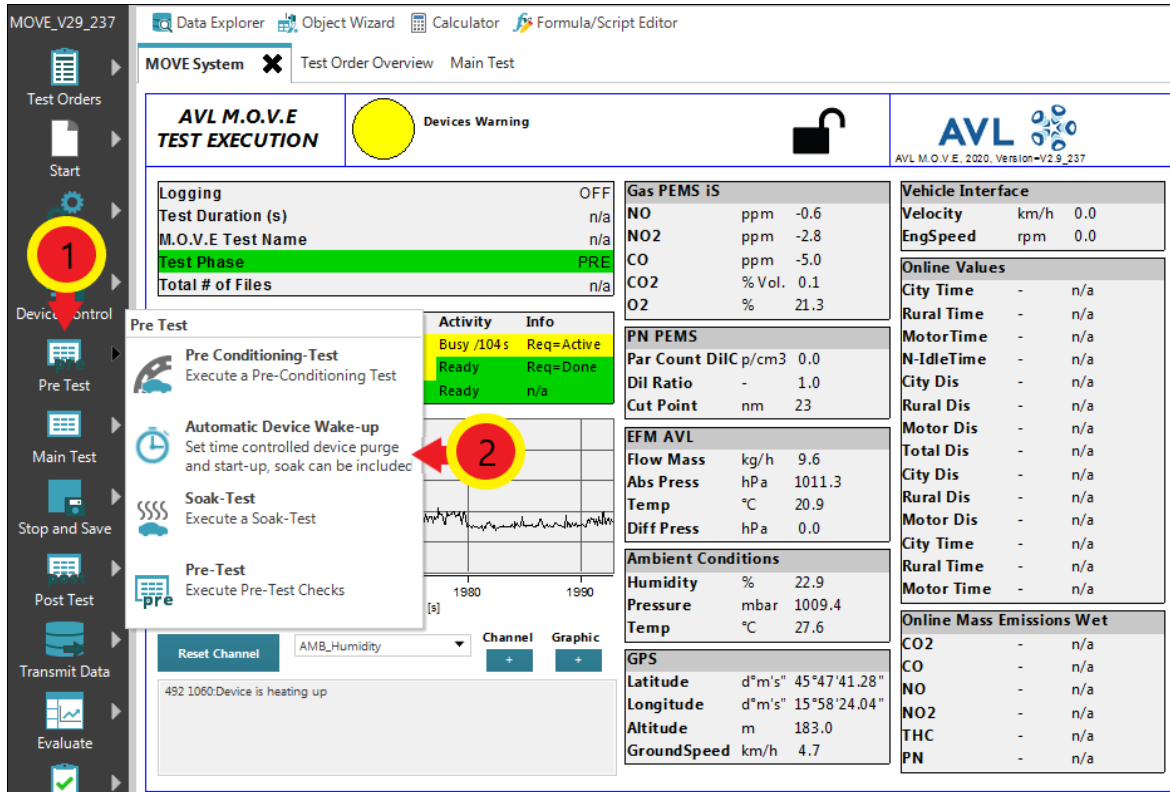 MOVE_V29_237
Data Explorer Object Wizard Calculator Formula/Script Editor
MOVE System Test Order Overview Main Test
Test Orders
Start
1
Device Control
Pre Test
Main Test
Stop and Save
Post Test
Transmit Data
Evaluate
AVL M.O.V.E
TEST EXECUTION
Devices Warning
AVL
AVL M.O.V.E, 2020, Version=V2.9_237
Logging OFF
Test Duration (s) n/a
M.O.V.E Test Name n/a
Test Phase PRE
Total # of Files n/a
Activity Info
Busy /104 s Req=Active
Ready Req=Done
Ready n/a
Pre Test
Pre Conditioning-Test
Execute a Pre-Conditioning Test
Automatic Device Wake-up
Set time controlled device purge
and start-up, soak can be included
2
Soak-Test
Execute a Soak-Test
Pre-Test
Execute Pre-Test Checks
pre
1980 1990
[s]
Reset Channel
AMB_Humidity
Channel Graphic
+ +
492 1060:Device is heating up
Gas PEMS iS
NO ppm -0.6
NO2 ppm -2.8
CO ppm -5.0
CO2 % Vol. 0.1
O2 % 21.3
PN PEMS
Par Count DilC p/cm3 0.0
Dil Ratio - 1.0
Cut Point nm 23
EFM AVL
Flow Mass kg/h 9.6
Abs Press hPa 1011.3
Temp °C 20.9
Diff Press hPa 0.0
Ambient Conditions
Humidity % 22.9
Pressure mbar 1009.4
Temp °C 27.6
GPS
Latitude d°m's" 45°47'41.28"
Longitude d°m's" 15°58'24.04"
Altitude m 183.0
GroundSpeed km/h 4.7
Vehicle Interface
Velocity km/h 0.0
EngSpeed rpm 0.0
Online Values
City Time - n/a
Rural Time - n/a
MotorTime - n/a
N-IdleTime - n/a
City Dis - n/a
Rural Dis - n/a
Motor Dis - n/a
Total Dis - n/a
City Dis - n/a
Rural Dis - n/a
Motor Dis - n/a
City Time - n/a
Rural Time - n/a
Motor Time - n/a
Online Mass Emissions Wet
CO2 - n/a
CO - n/a
NO - n/a
NO2 - n/a
THC - n/a
PN - n/a